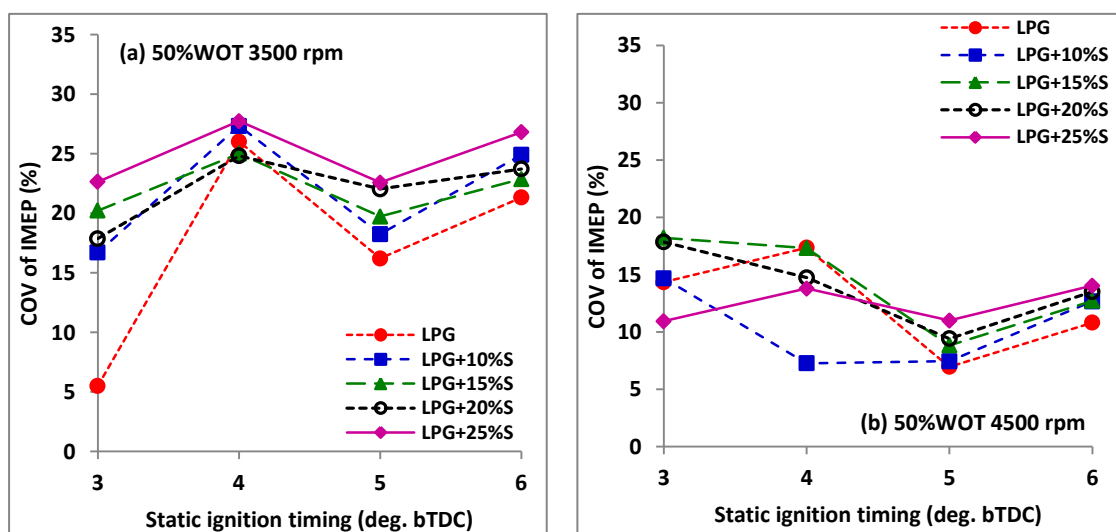 (a) 50%WOT 3500 rpm
COV of IMEP (%)
35
30
25
20
15
10
5
0
3 4 5 6
Static ignition timing (deg. bTDC)
LPG
LPG+10%S
LPG+15%S
LPG+20%S
LPG+25%S
LPG
LPG+10%S
LPG+15%S
LPG+20%S
LPG+25%S
COV of IMEP (%)
35
30
25
20
15
10
5
0
(b) 50%WOT 4500 rpm
3 4 5 6
Static ignition timing (deg. bTDC)